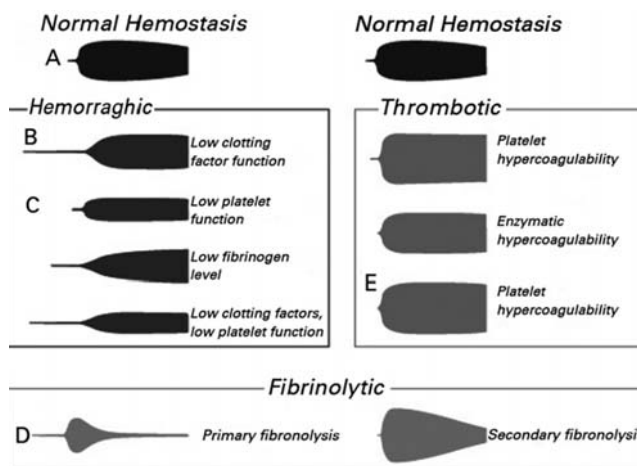 Normal Hemostasis
Normal Hemostasis
A
Hemorraghic
B
Low clotting
factor function
C
Low platelet
function
Low fibrinogen
level
Low clotting factors,
low platelet function
Thrombotic
Platelet
hypercoagulability
Enzymatic
hypercoagulability
E
Platelet
hypercoagulability
Fibrinolytic
D
Primary fibronolysis
Secondary fibronolysi